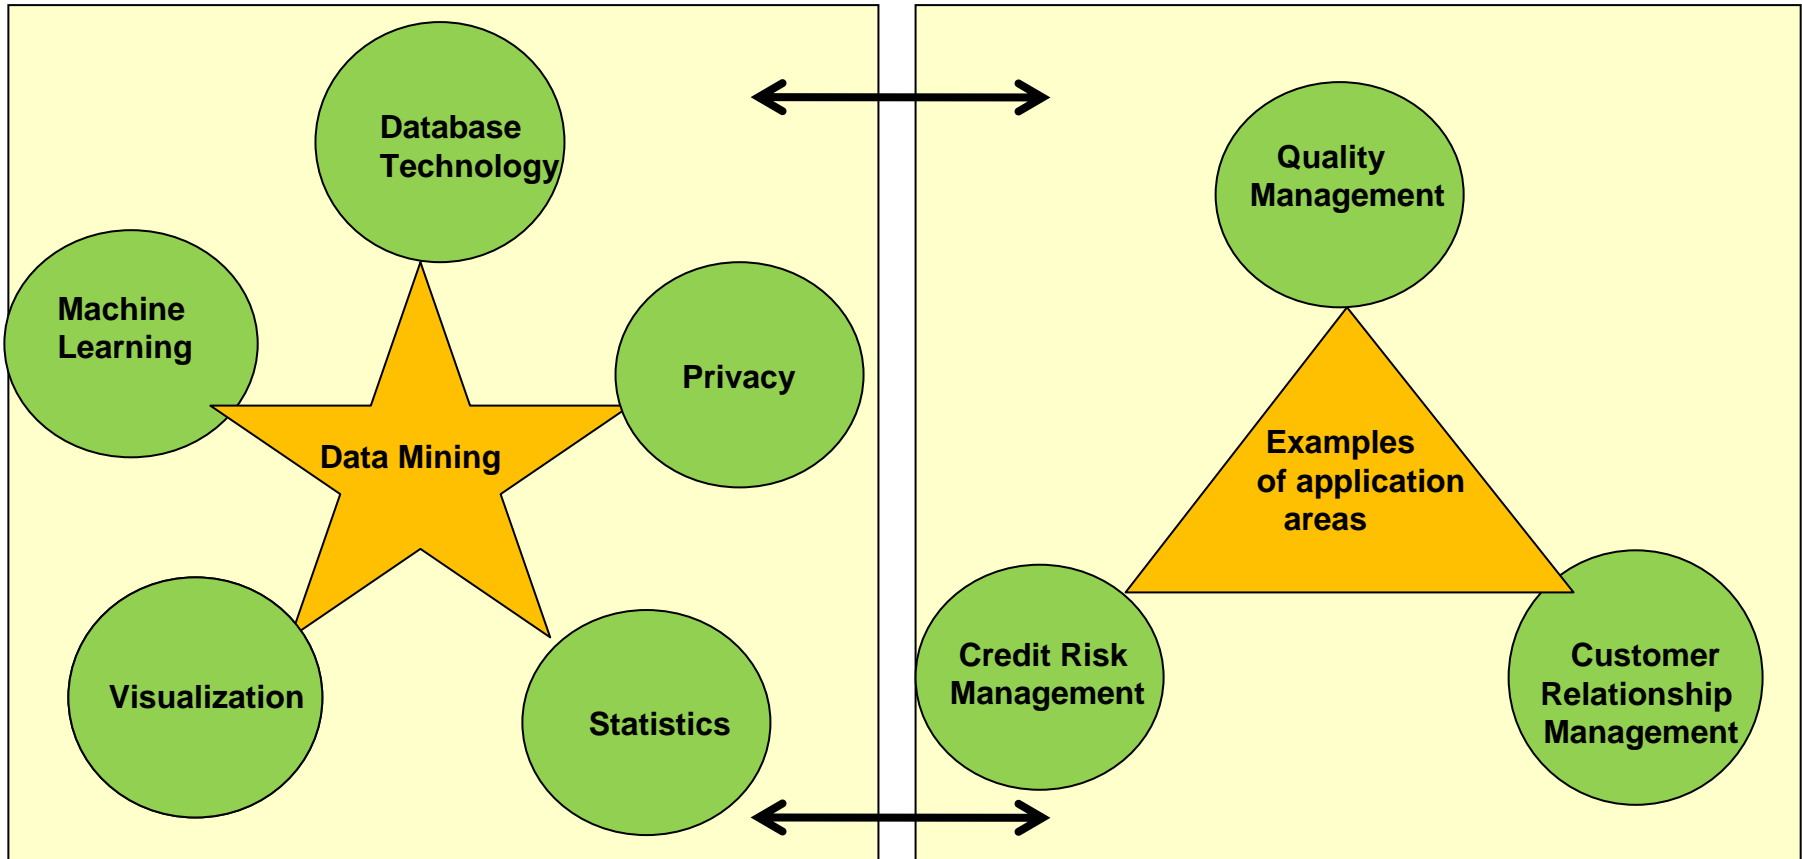 Database
Technology
Machine
Learning
Privacy
Data Mining
Visualization
Statistics
Quality
Management
Examples
of application
areas
Credit Risk
Management
Customer
Relationship
Management